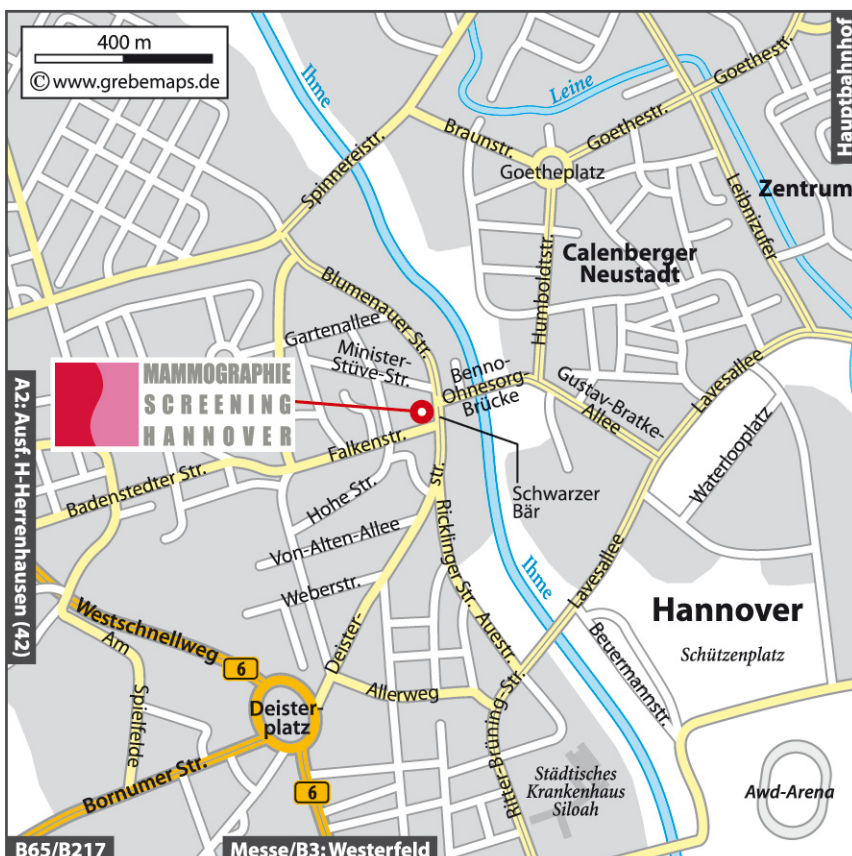 400 m
© www.grebemaps.de
Hauptbahnhof
Ihme
Leine
Goethestr.
Goethestr.
Braunstr.
Goetheplatz
Spinnereistr.
Leibnizufer
Zentrum
Calenberger
Neustadt
Humboldtstr.
Blumenauer Str.
Gartenallee
Minister-
Stüve-Str.
MAMMOGRAPHIE
SCREENING
HANNOVER
Benno-
Ohnesorg-
Brücke
Gustav-Bratke-
Allee
Lavesallee
Waterlooplatz
A2: Ausf. H-Herrenhausen (42)
Falkenstr.
Badenstedter Str.
Hohe Str.
Schwarzer
Bär
Von-Alten-Allee
Weberstr.
Deister-
str.
Ricklinger Str.
Auestr.
Ihme
Lavesallee
Hannover
Schützenplatz
Beuermannstr.
Westschnellweg
6
Am
Spielfelde
Deister-
platz
Allerweg
Ritter-Brüning-Str.
Bornumer Str.
6
Städtisches
Krankenhaus
Siloah
Awd-Arena
B65/B217
Messe/B3: Westerfeld